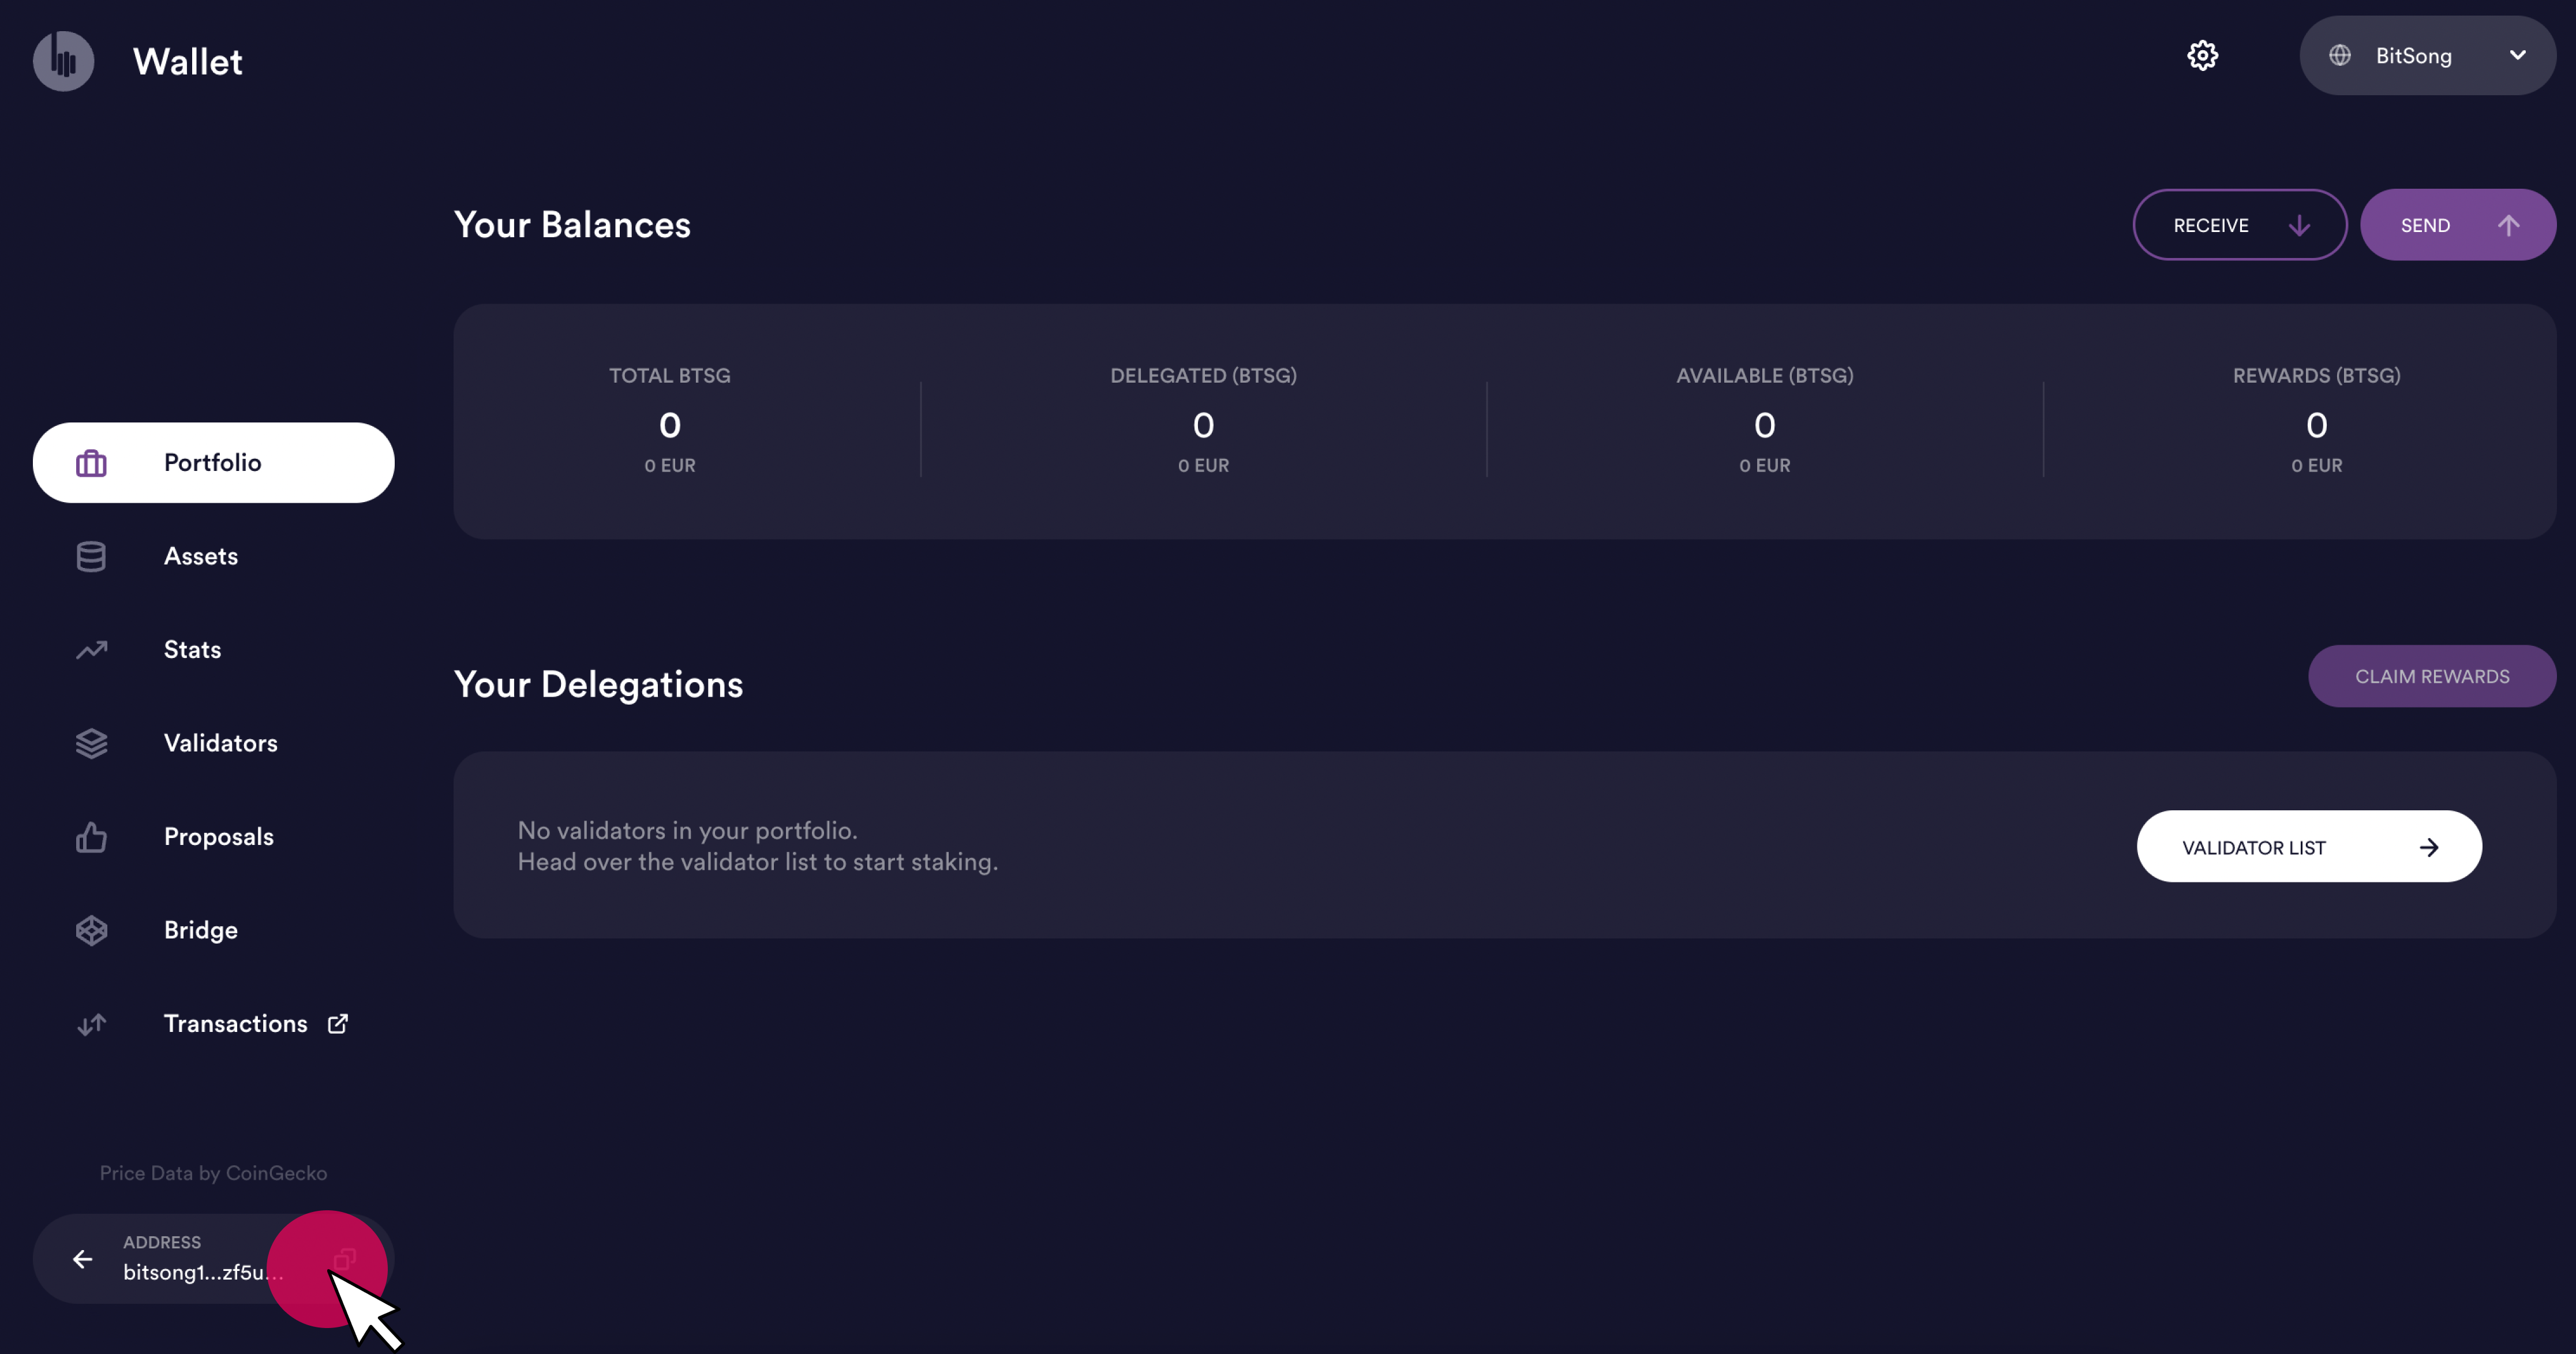 Wallet
BitSong
Your Balances
RECEIVE
SEND
TOTAL BTSG
0
0 EUR
DELEGATED (BTSG)
0
0 EUR
AVAILABLE (BTSG)
0
0 EUR
REWARDS (BTSG)
0
0 EUR
Portfolio
Assets
Stats
Validators
Proposals
Bridge
Transactions
Your Delegations
CLAIM REWARDS
No validators in your portfolio.
Head over the validator list to start staking.
VALIDATOR LIST
Price Data by CoinGecko
ADDRESS
bitsong1...zf5u...